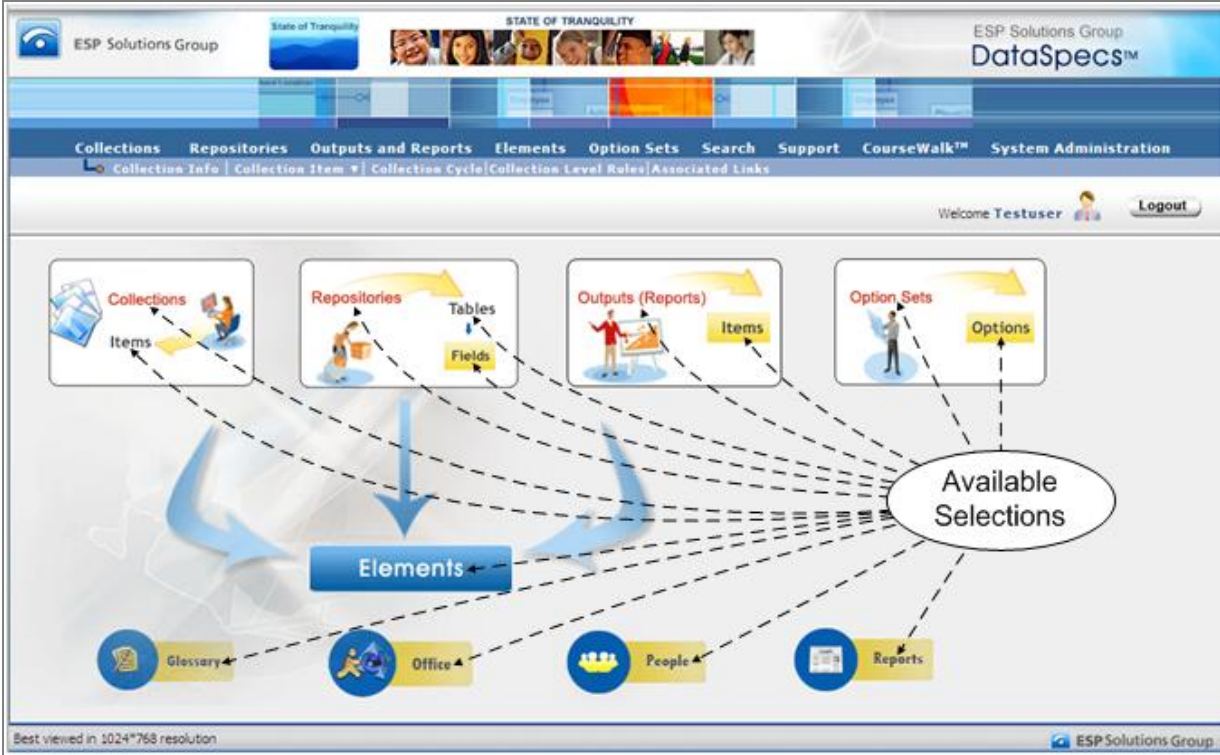 ESP Solutions Group
State of Tranquility
STATE OF TRANQUILITY
ESP Solutions Group
DataSpecs™
Collections Repositories Outputs and Reports Elements Option Sets Search Support CourseWalk™ System Administration
Collection Info | Collection Item ▼| Collection Cycle|Collection Level Rules|Associated Links
Welcome Testuser Logout
Collections
Items
Repositories
Tables
Fields
Outputs (Reports)
Items
Option Sets
Options
Available
Selections
Elements
Glossary
Office
People
Reports
Best viewed in 1024*768 resolution
ESP Solutions Group